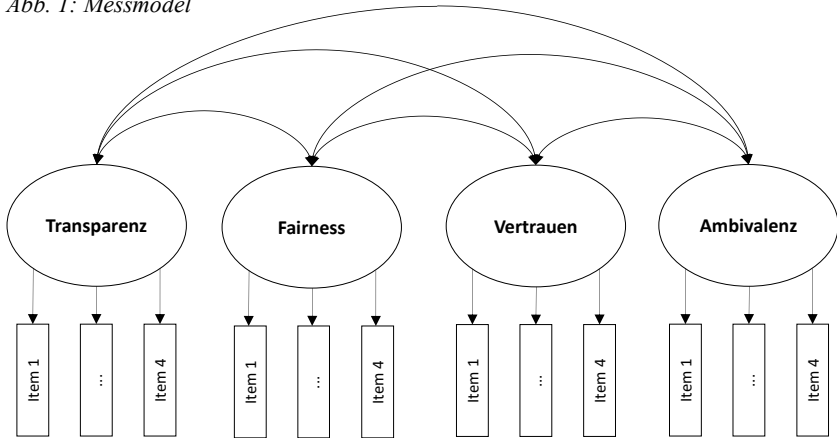 Abb. 1: Messmodel
Transparenz
Fairness
Vertrauen
Ambivalenz
Item 1
...
Item 4
Item 1
...
Item 4
Item 1
...
Item 4
Item 1
...
Item 4